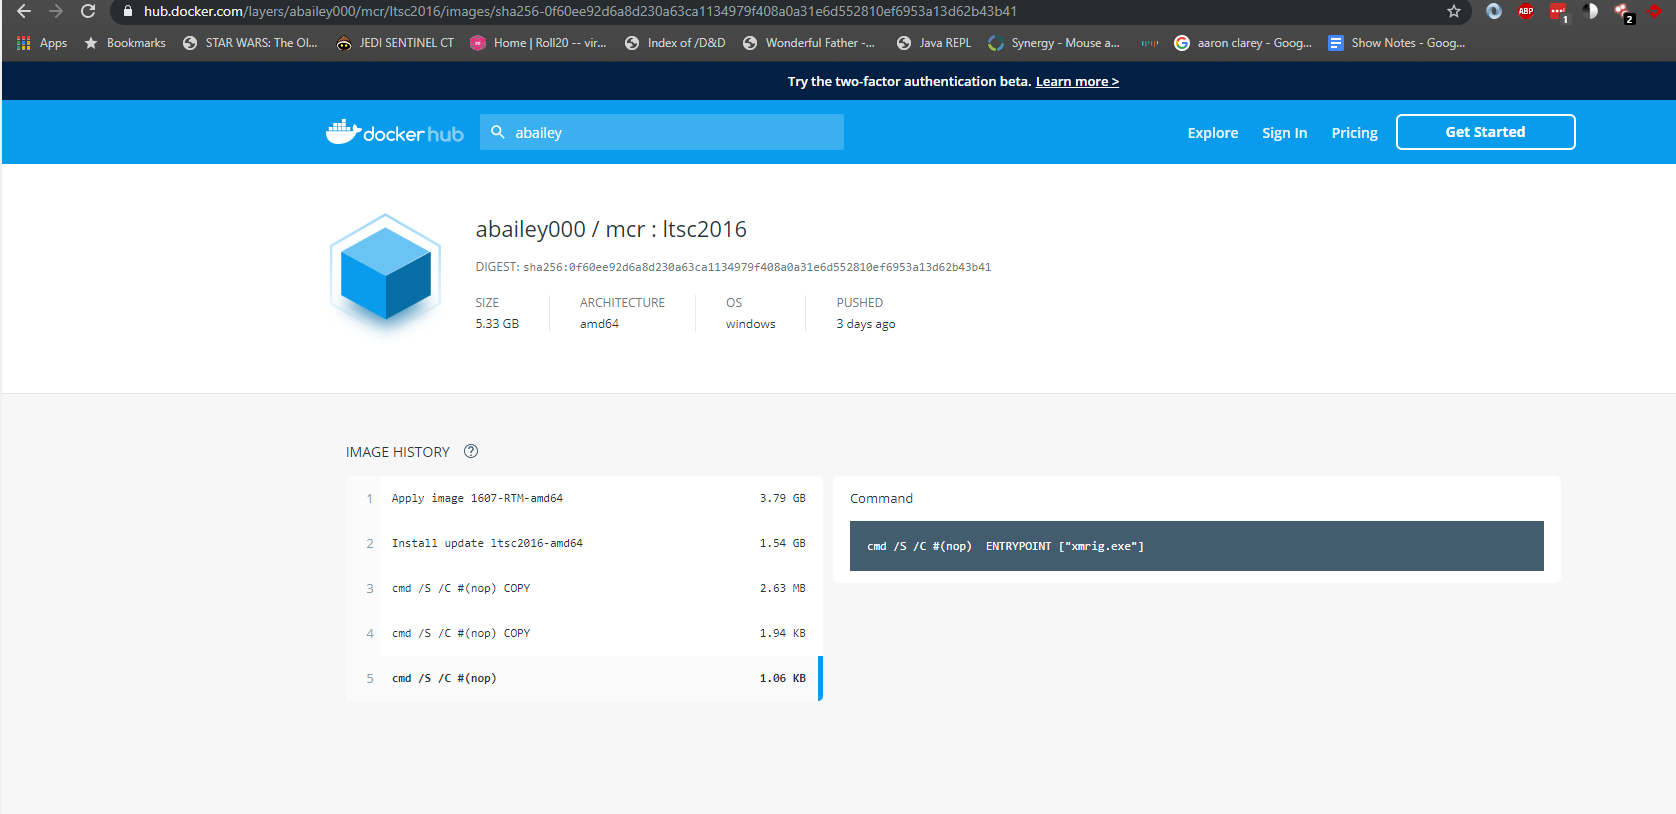 hub.docker.com/layers/abailey000/mcr/ltsc2016/images/sha256-0f60ee92d6a8d230a63ca1134979f408a0a31e6d552810ef6953a13d62b43b41
ABP
1
2
Apps Bookmarks STAR WARS: The Ol... JEDI SENTINEL CT Home | Roll20 -- vir... Index of /D&D Wonderful Father -... Java REPL Synergy - Mouse a... aaron clarey - Goog... Show Notes - Goog...
Try the two-factor authentication beta. Learn more >
docker hub abailey Explore Sign In Pricing Get Started
abailey000 / mcr : ltsc2016
DIGEST: sha256:0f60ee92d6a8d230a63ca1134979f408a0a31e6d552810ef6953a13d62b43b41
SIZE ARCHITECTURE OS PUSHED
5.33 GB amd64 windows 3 days ago
IMAGE HISTORY ?
1 Apply image 1607-RTM-amd64 3.79 GB
2 Install update ltsc2016-amd64 1.54 GB
3 cmd /S /C #(nop) COPY 2.63 MB
4 cmd /S /C #(nop) COPY 1.94 KB
5 cmd /S /C #(nop) 1.06 KB
Command
cmd /S /C #(nop) ENTRYPOINT ["xmrig.exe"]